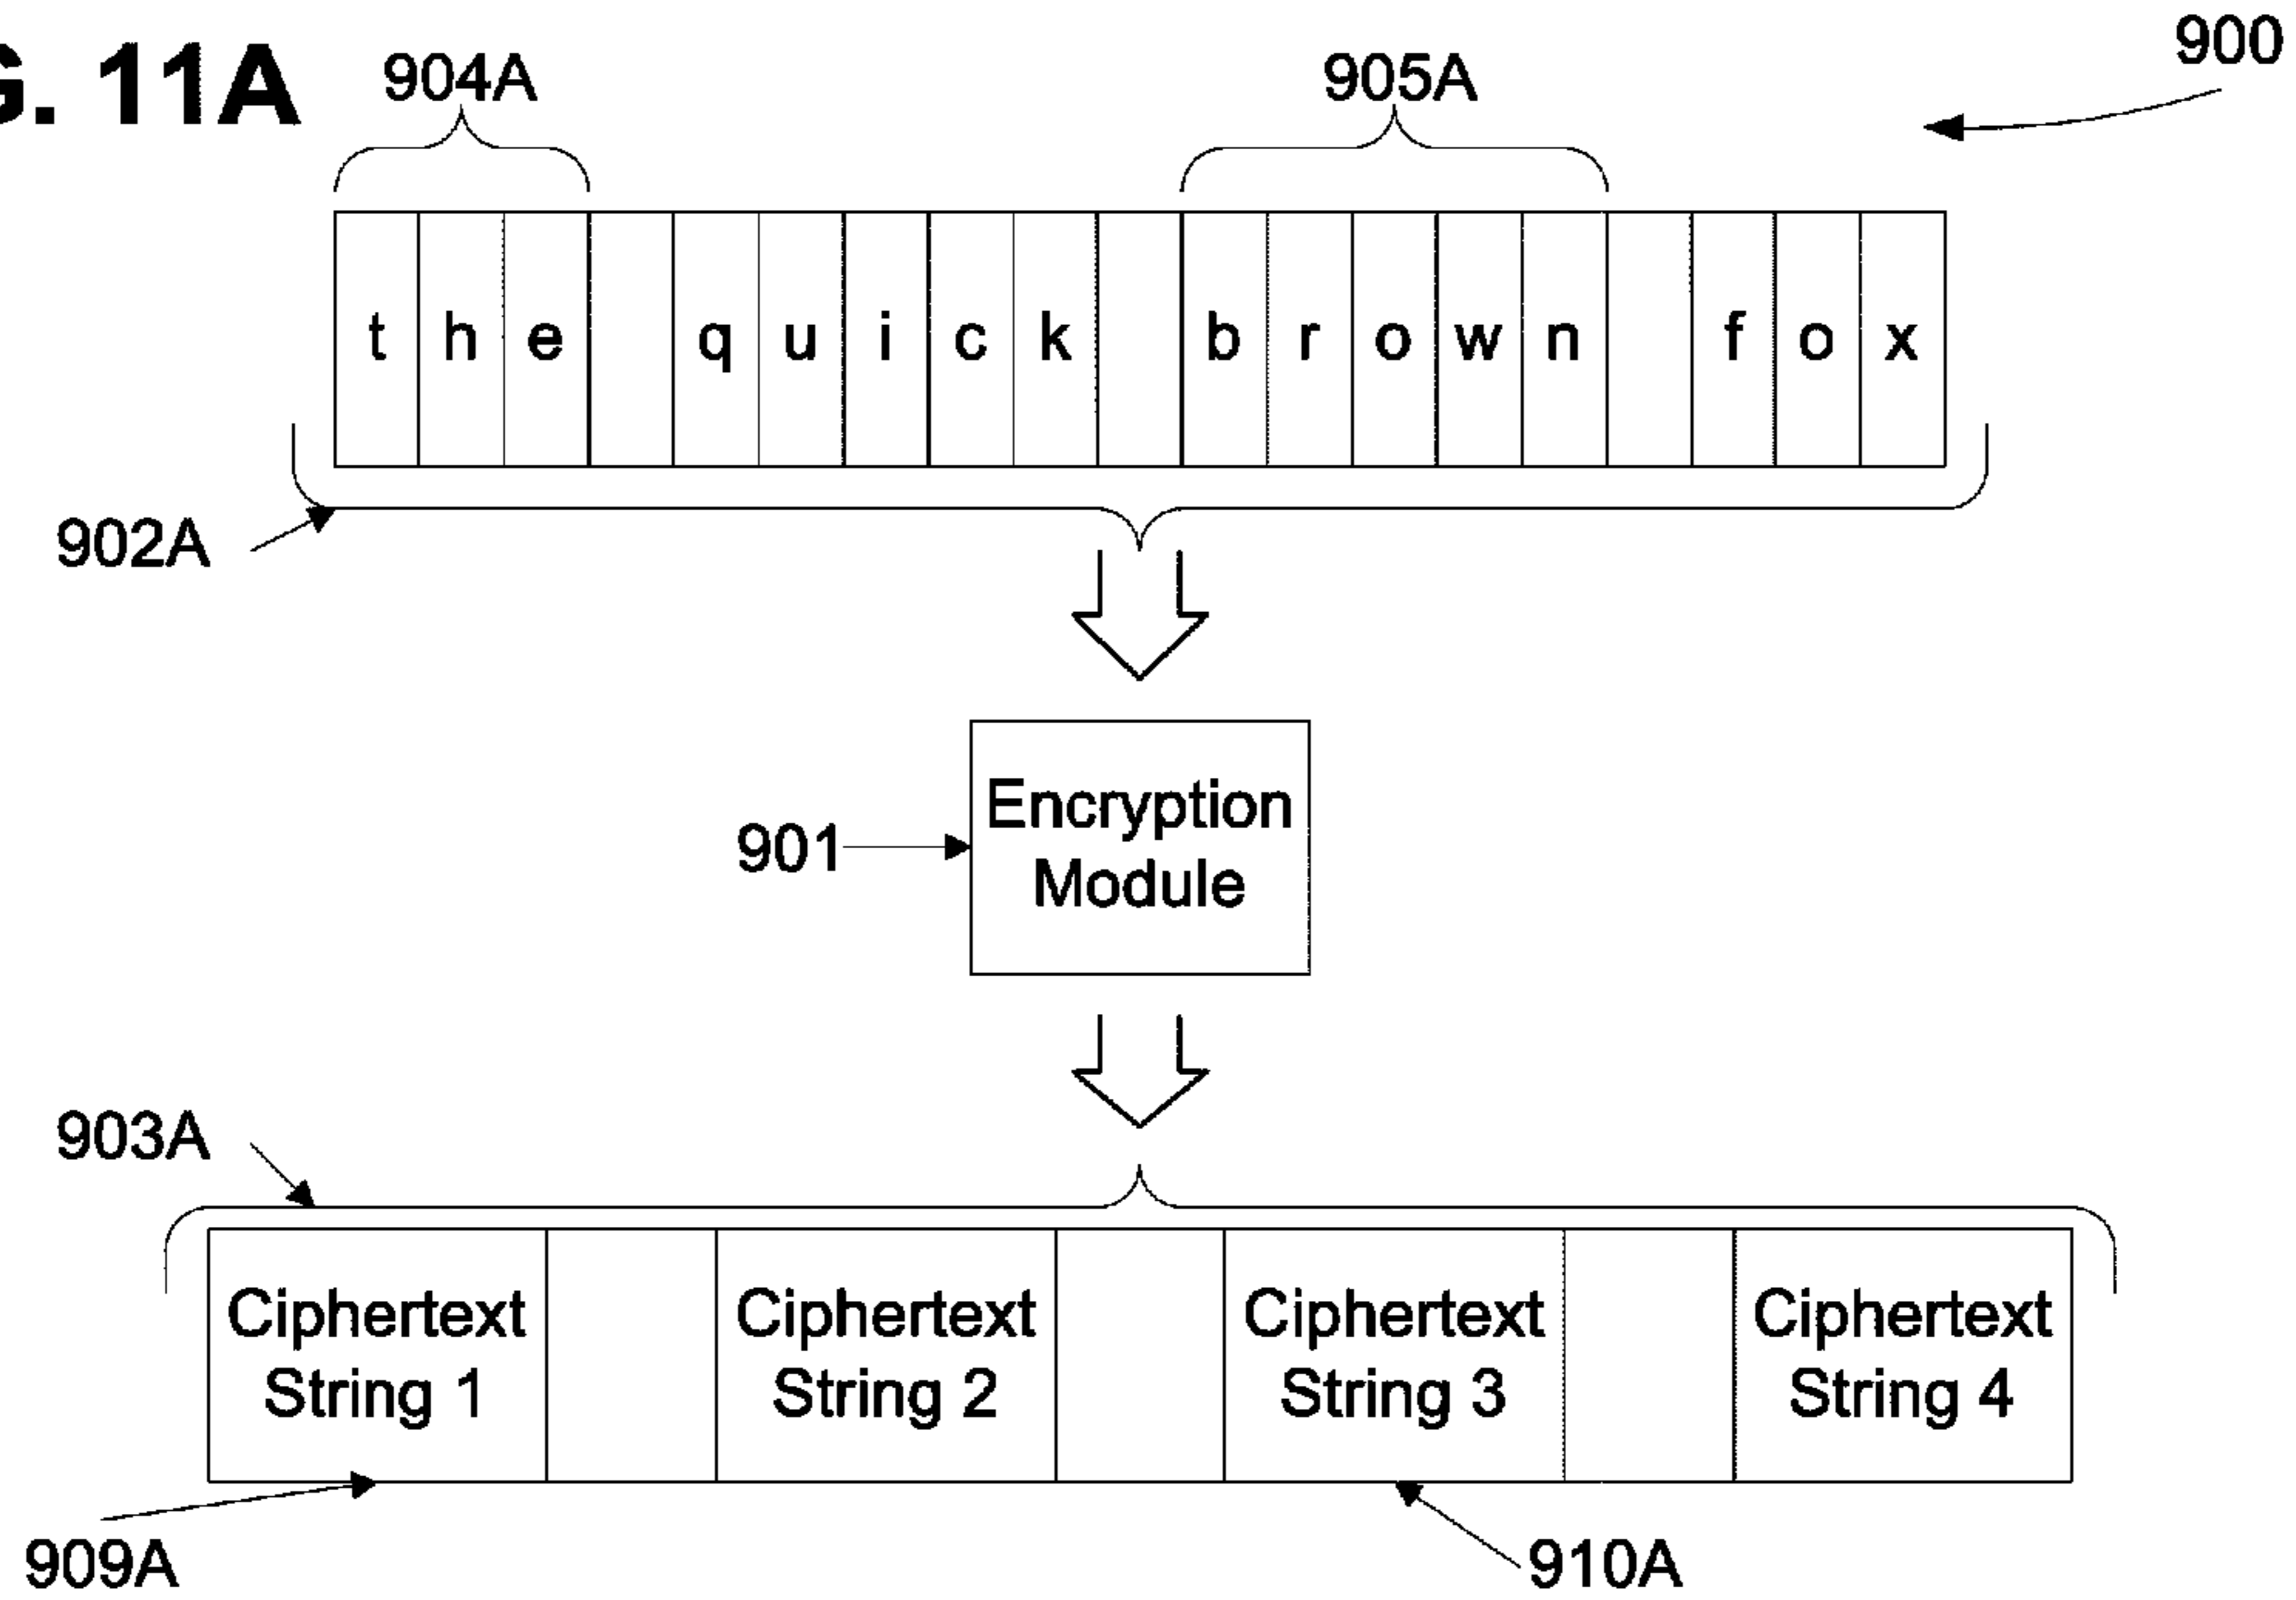 G. 11A
904A
905A
900
t h e q u i c k b r o w n f o x
902A
Encryption
Module
901
903A
Ciphertext String 1
Ciphertext String 2
Ciphertext String 3
Ciphertext String 4
909A
910A